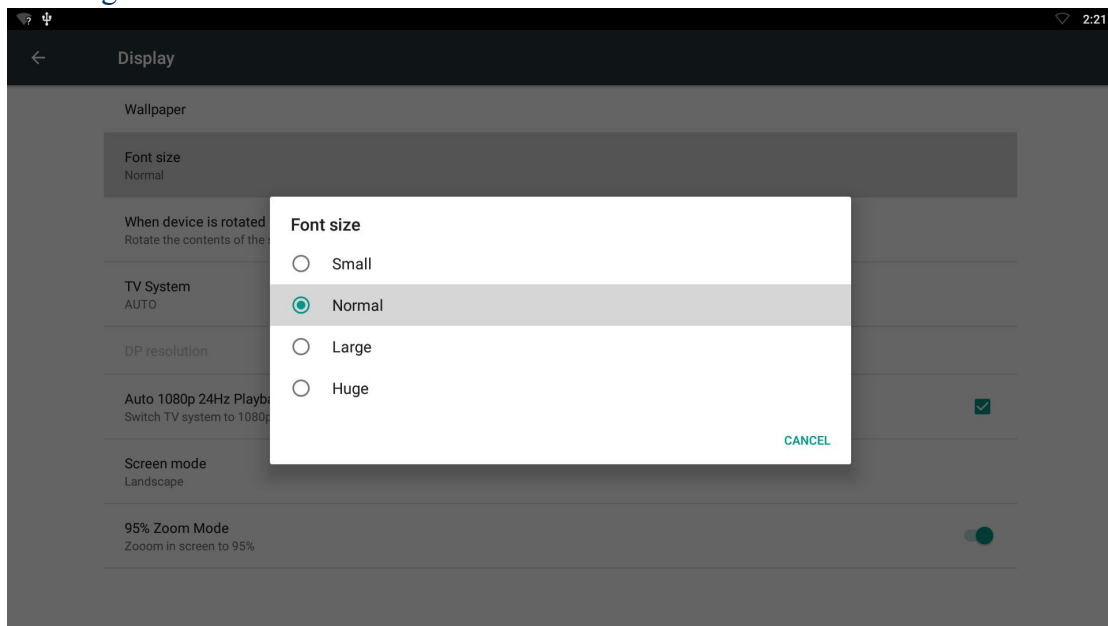 2:21
Display
Wallpaper
Font size
Normal
When device is rotated
Rotate the contents of the
TV System
AUTO
DP resolution
Auto 1080p 24Hz
Switch TV system to 1080p
Screen mode
Landscape
95% Zoom Mode
Zooom in screen to 95%
Font size
Small
Normal
Large
Huge
CANCEL